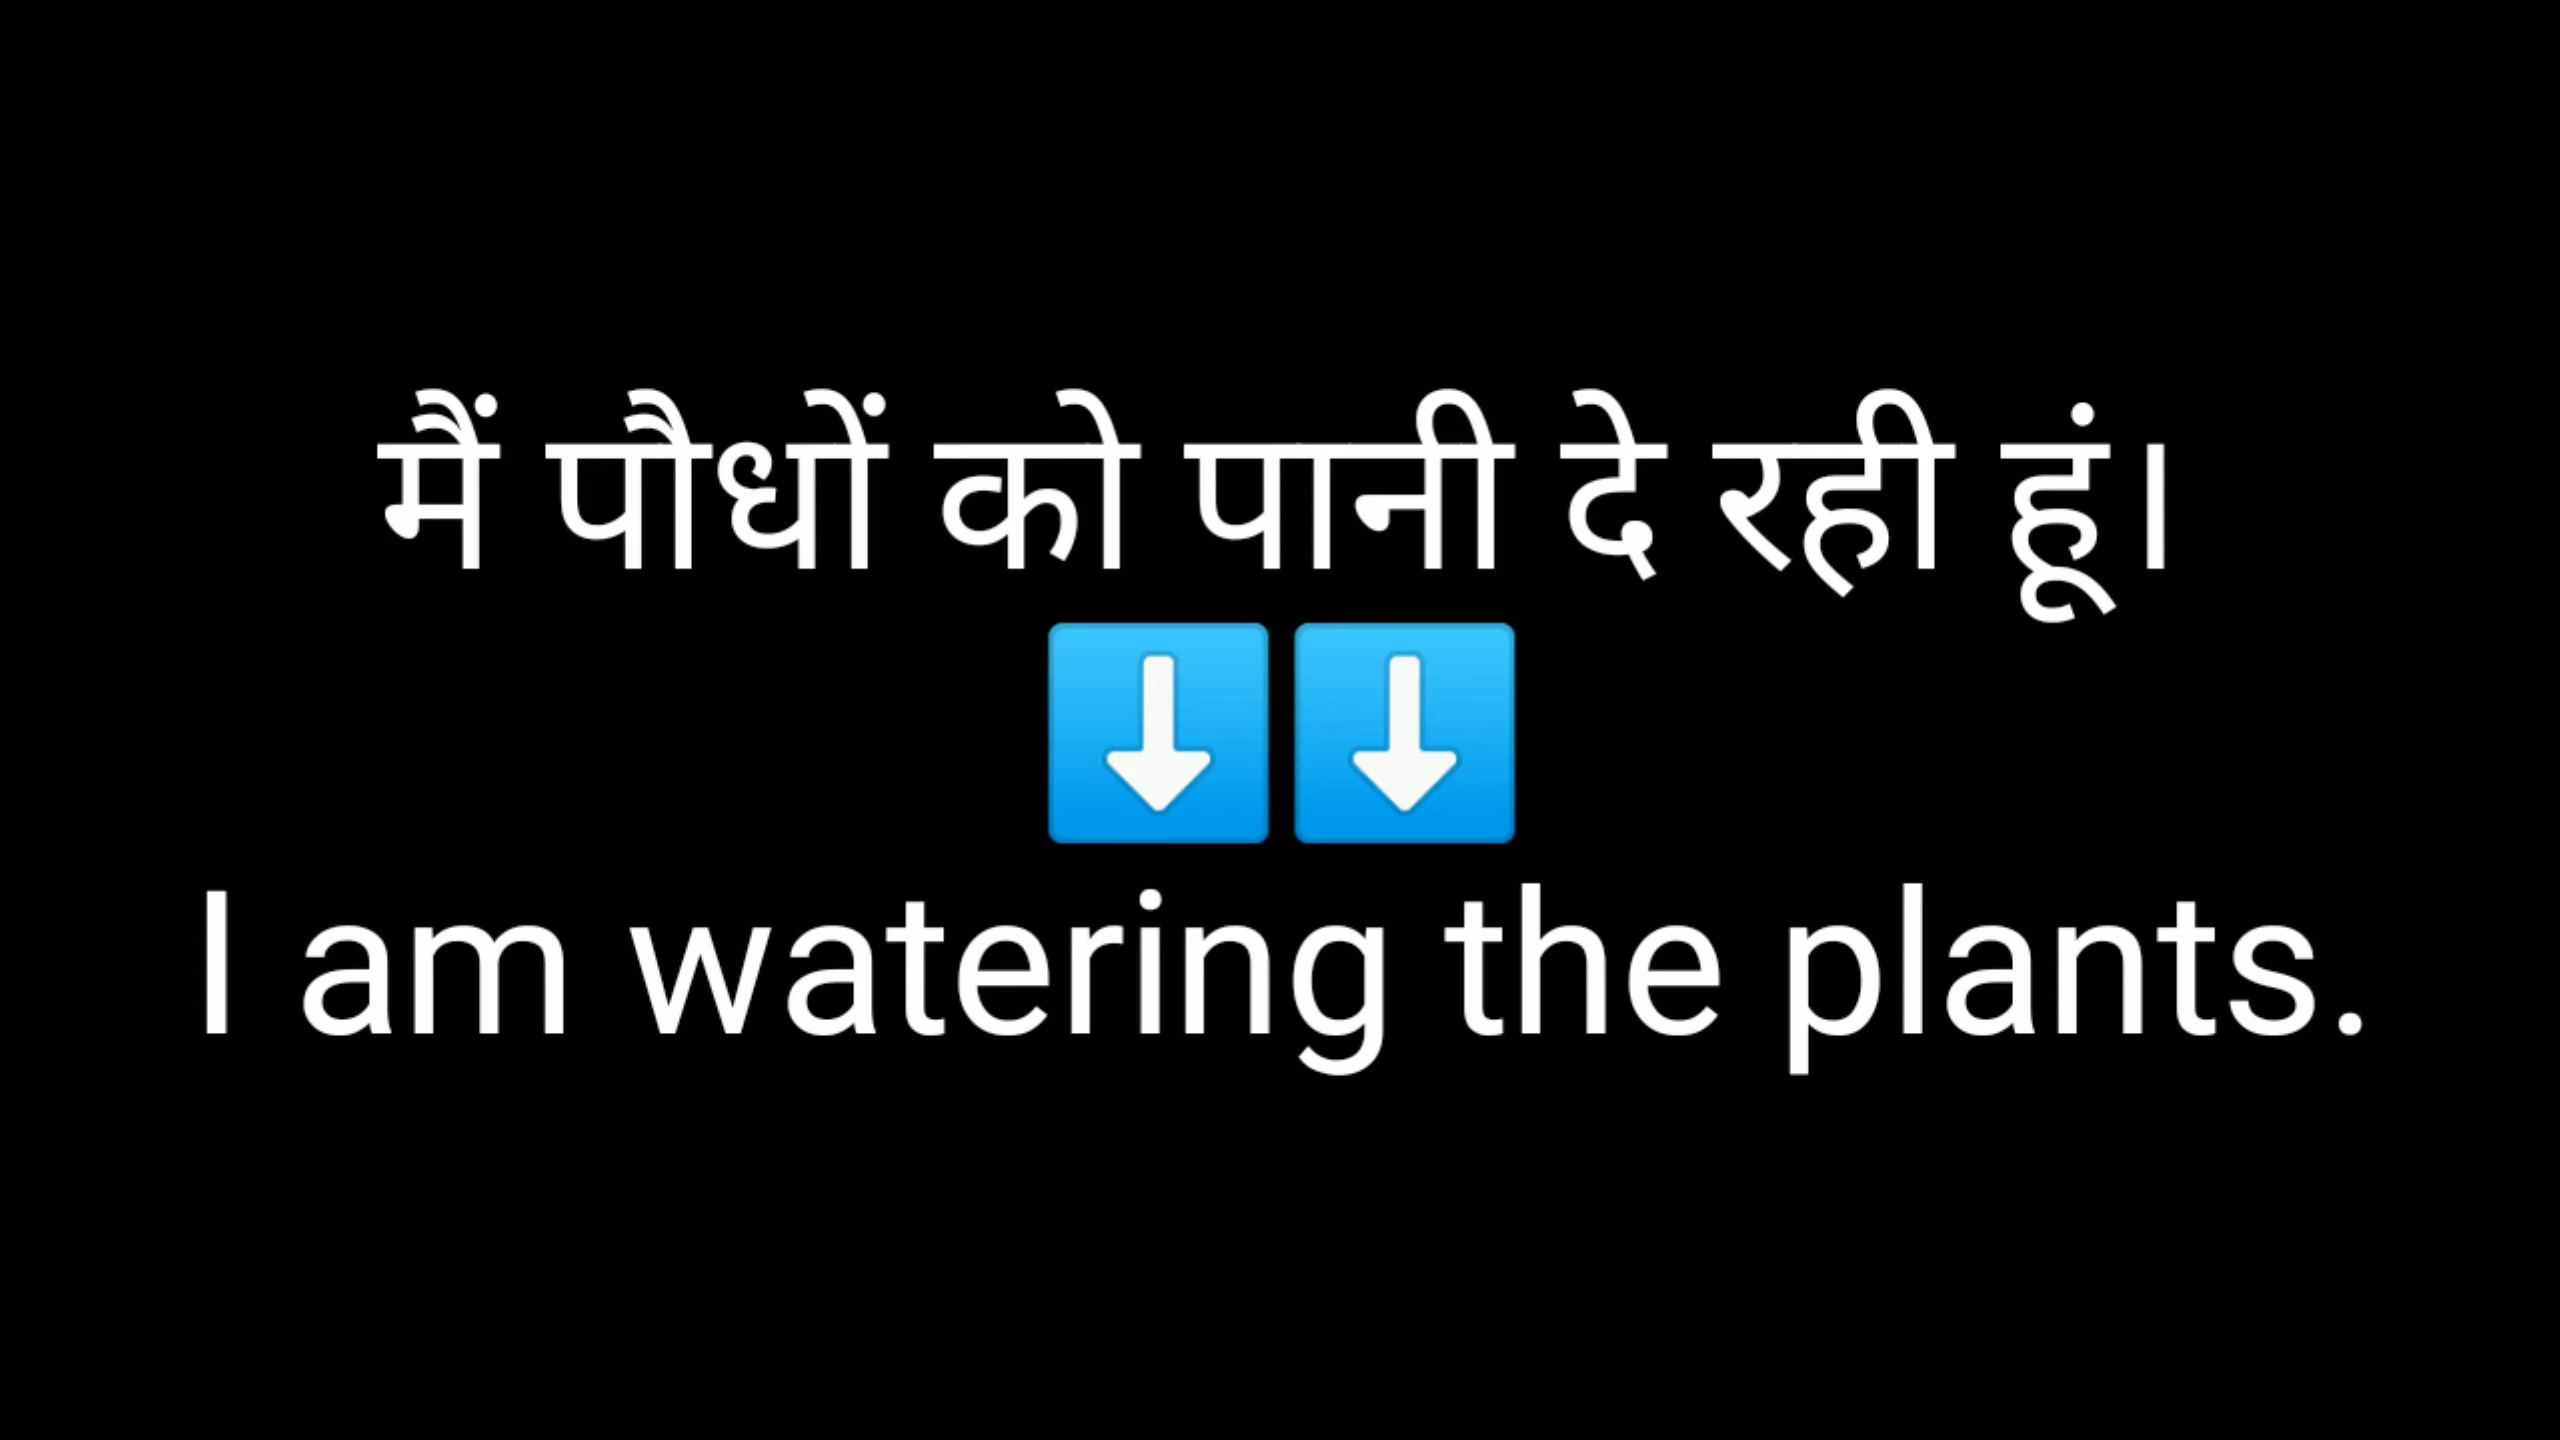 मैं पौधों को पानी दे रही हूं।
⬇️⬇️
I am watering the plants.